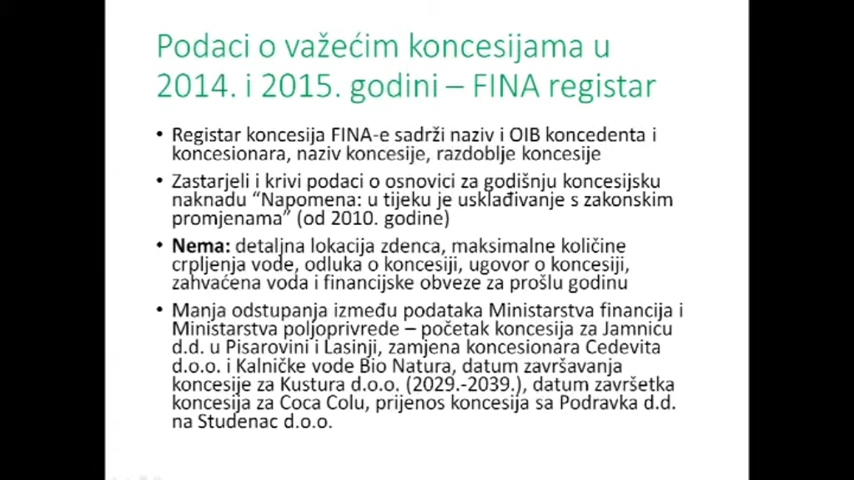 Podaci o važećim koncesijama u
2014. i 2015. godini – FINA registar
• Registar koncesija FINA-e sadrži naziv i OIB koncedenta i
koncesionara, naziv koncesije, razdoblje koncesije
• Zastarjeli i krivi podaci o osnovici za godišnju koncesijsku
naknadu “Napomena: u tijeku je usklađivanje s zakonskim
promjenama” (od 2010. godine)
• Nema: detaljna lokacija zdenca, maksimalne količine
crpljenja vode, odluka o koncesiji, ugovor o koncesiji,
zahvaćena voda i financijske obveze za prošlu godinu
• Manja odstupanja između podataka Ministarstva financija i
Ministarstva poljoprivrede – početak koncesija za Jamnicu
d.d. u Pisarovini i Lasinji, zamjena koncesionara Cedevita
d.o.o. i Kalničke vode Bio Natura, datum završavanja
koncesije za Kustura d.o.o. (2029.-2039.), datum završetka
koncesija za Coca Colu, prijenos koncesija sa Podravka d.d.
na Studenac d.o.o.